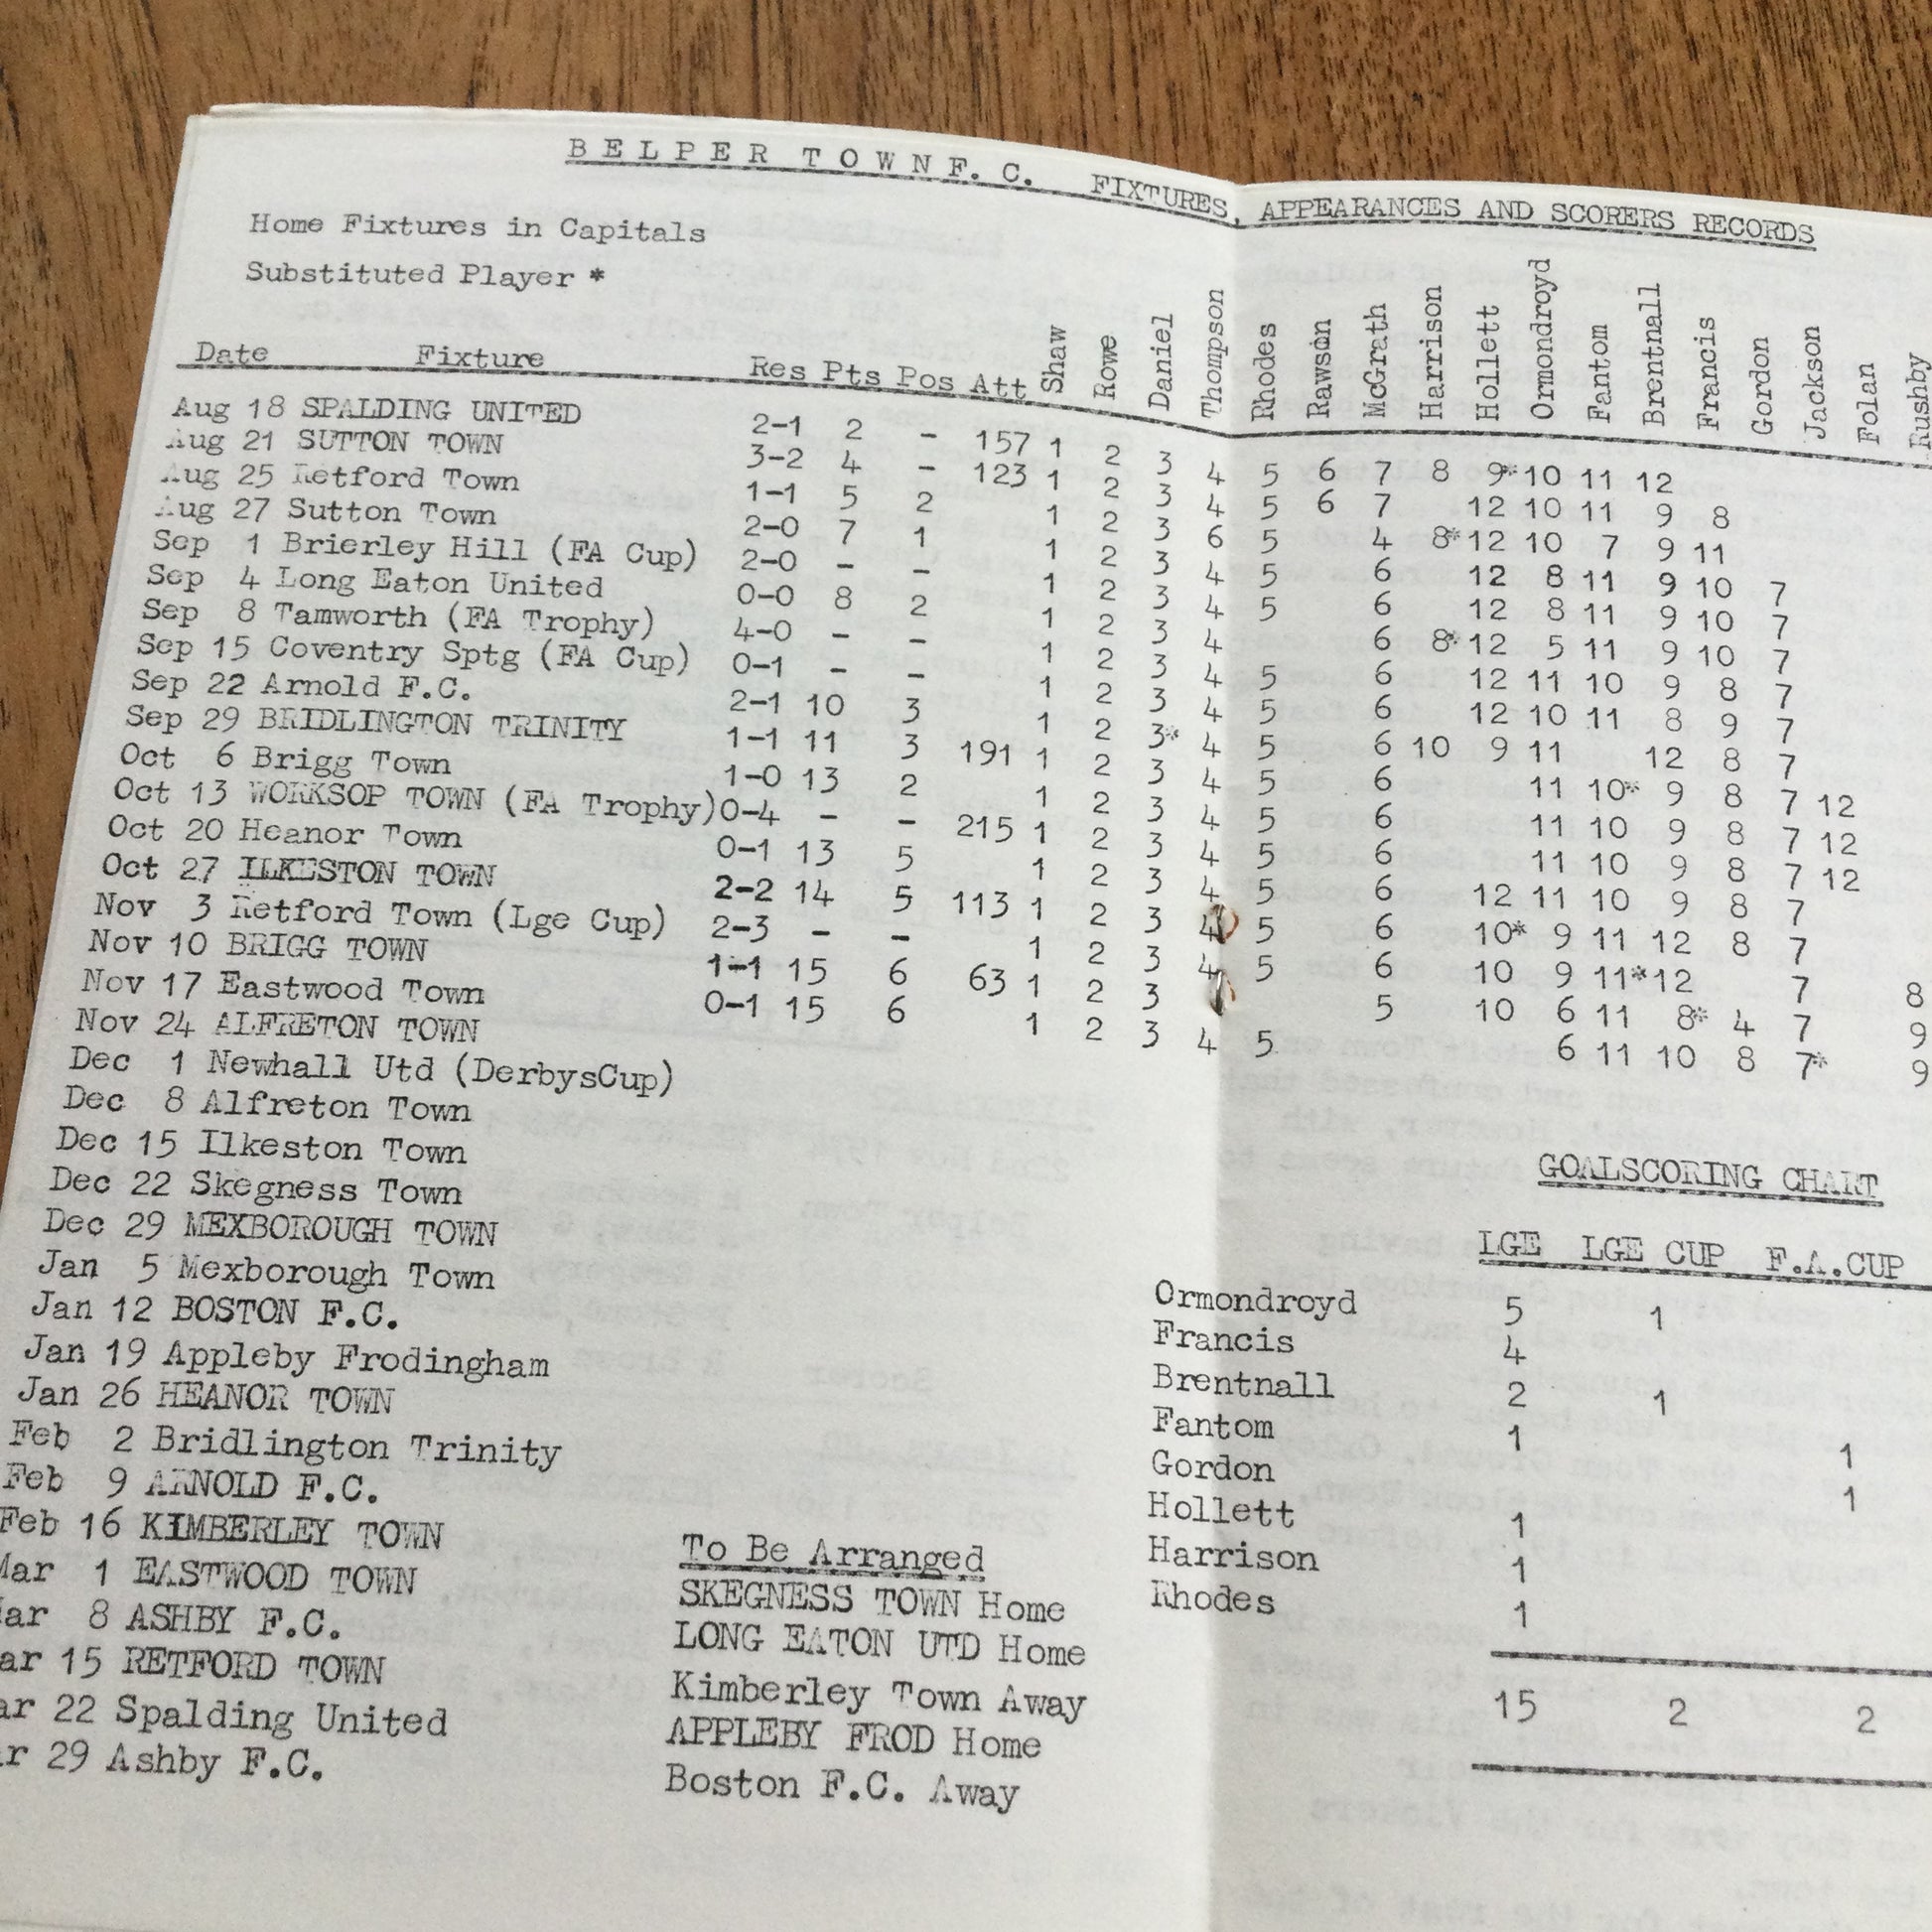 BELPER TOWN F.C. FIXTURES, APPEARANCES AND SCORERS RECORDS
Home Fixtures in Capitals
Substituted Player *
Date Fixture Res Pts Pos Att Shaw Rowe Daniel Thompson Rhodes Rawson McGrath Harrison Hollett Ormondroyd Fantom Brentnall Francis Gordon Jackson Folan Rushby
Aug 18 SPALDING UNITED 2-1 2 - 157 1 2 3 4 5 6 7 8 9* 10 11 12
Aug 21 SUTTON TOWN 3-2 4 - 123 1 2 3 4 5 6 7 12 10 11 9 8
Aug 25 Retford Town 1-1 5 2 1 2 3 6 5 4 8* 12 10 7 9 11
Aug 27 Sutton Town 2-0 7 1 1 2 3 4 5 6 12 8 11 9 10 7
Sep 1 Brierley Hill (FA Cup) 2-0 - - 1 2 3 4 5 6 12 8 11 9 10 7
Sep 4 Long Eaton United 0-0 8 2 1 2 3 4 6 8* 12 5 11 9 10 7
Sep 8 Tamworth (FA Trophy) 4-0 - - 1 2 3 4 5 6 12 11 10 9 8 7
Sep 15 Coventry Sptg (FA Cup) 0-1 - - 1 2 3 4 5 6 12 10 11 8 9 7
Sep 22 Arnold F.C. 2-1 10 3 1 2 3* 4 5 6 10 9 11 12 8 7
Sep 29 BRIDLINGTON TRINITY 1-1 11 3 191 1 2 3 4 5 6 11 10* 9 8 7 12
Oct 6 Brigg Town 1-0 13 2 1 2 3 4 5 6 11 10 9 8 7 12
Oct 13 WORKSOP TOWN (FA Trophy) 0-4 - - 215 1 2 3 4 5 6 11 10 9 8 7 12
Oct 20 Heanor Town 0-1 13 5 1 2 3 4 5 6 12 11 10 9 8 7
Oct 27 ILKESTON TOWN 2-2 14 5 113 1 2 3 4 5 6 10* 9 11 12 8 7
Nov 3 Retford Town (Lge Cup) 2-3 - - 1 2 3 4 5 6 10 9 11* 12 7 8
Nov 10 BRIGG TOWN 1-1 15 6 63 1 2 3 5 10 6 11 8* 4 7 9
Nov 17 Eastwood Town 0-1 15 6 1 2 3 4 5 6 11 10 8 7* 9
Nov 24 ALFRETON TOWN
Dec 1 Newhall Utd (DerbysCup)
Dec 8 Alfreton Town
Dec 15 Ilkeston Town
Dec 22 Skegness Town
Dec 29 MEXBOROUGH TOWN
Jan 5 Mexborough Town
Jan 12 BOSTON F.C.
Jan 19 Appleby Frodingham
Jan 26 HEANOR TOWN
Feb 2 Bridlington Trinity
Feb 9 ARNOLD F.C.
Feb 16 KIMBERLEY TOWN
Mar 1 EASTWOOD TOWN
ar 8 ASHBY F.C.
ar 15 RETFORD TOWN
ar 22 Spalding United
r 29 Ashby F.C.
To Be Arranged
SKEGNESS TOWN Home
LONG EATON UTD Home
Kimberley Town Away
APPLEBY FROD Home
Boston F.C. Away
GOALSCORING CHART
LGE LGE CUP F.A.CUP
Ormondroyd 5 1
Francis 4
Brentnall 2 1
Fantom 1 1
Gordon 1
Hollett 1
Harrison 1
Rhodes 1
15 2 2